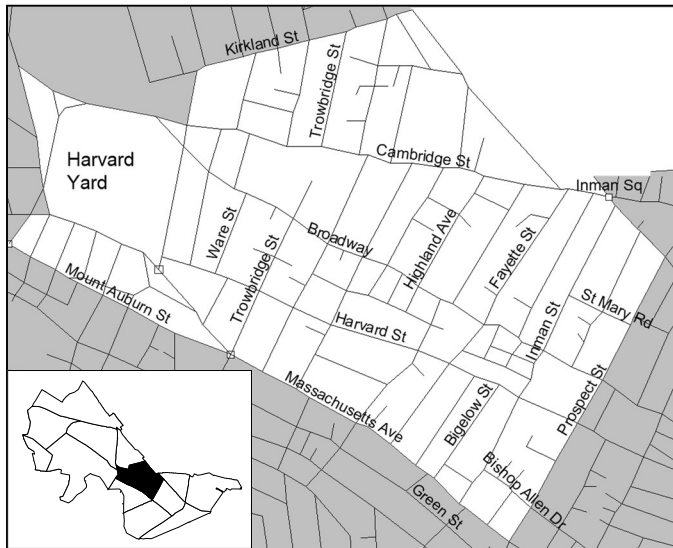 Kirkland St
Trowbridge St
Cambridge St
Harvard
Yard
Inman Sq
Ware St
Broadway
Highland Ave
Fayette St
Trowbridge St
Mount Auburn St
Harvard St
Inman St
St Mary Rd
Massachusetts Ave
Bigelow St
Prospect St
Bishop Allen Dr
Green St